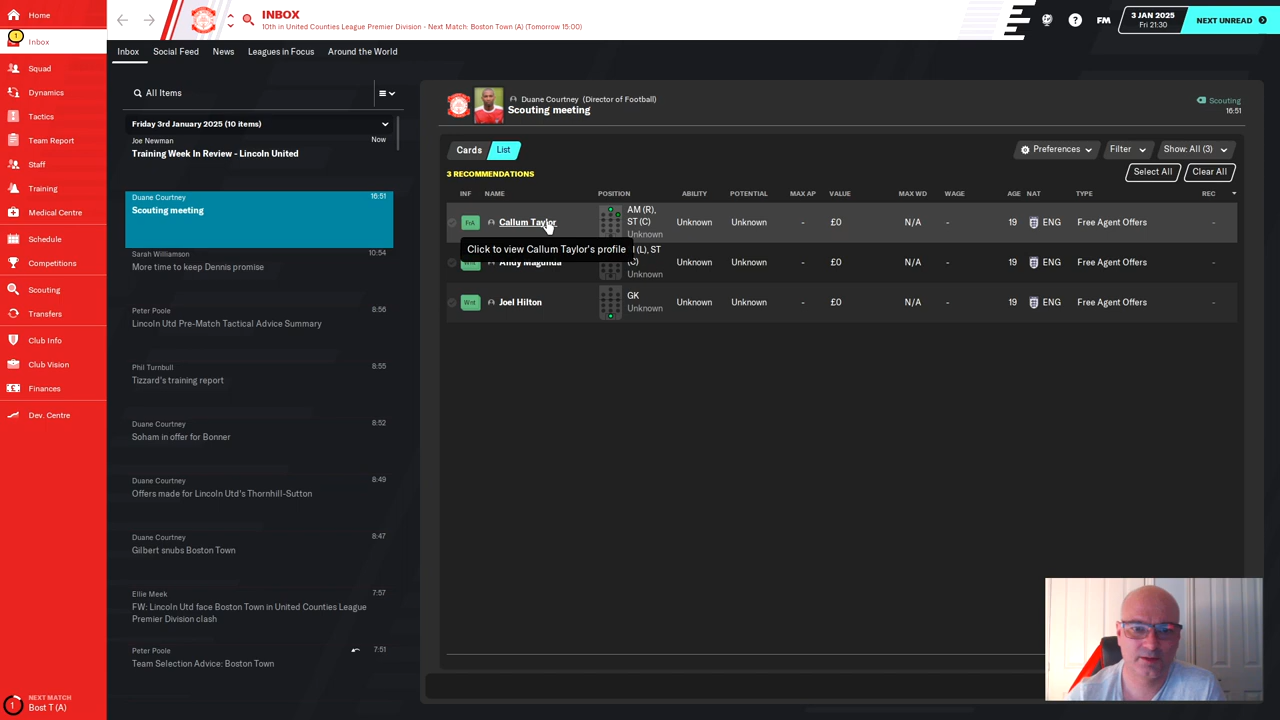 Home
1
Inbox
Squad
Dynamics
Tactics
Team Report
Staff
Training
Medical Centre
Schedule
Competitions
Scouting
Transfers
Club Info
Club Vision
Finances
Dev. Centre
1
NEXT MATCH
Bost T (A)
INBOX
10th in United Counties League Premier Division - Next Match: Boston Town (A) (Tomorrow 15:00)
?
FM
3 JAN 2025
Fri 21:30
NEXT UNREAD
Inbox
Social Feed
News
Leagues in Focus
Around the World
All Items
Friday 3rd January 2025 (10 items)
Joe Newman Now
Training Week In Review - Lincoln United
Duane Courtney 16:51
Scouting meeting
Sarah Williamson 10:54
More time to keep Dennis promise
Peter Poole 8:56
Lincoln Utd Pre-Match Tactical Advice Summary
Phil Turnbull 8:55
Tizzard's training report
Duane Courtney 8:52
Soham in offer for Bonner
Duane Courtney 8:49
Offers made for Lincoln Utd's Thornhill-Sutton
Duane Courtney 8:47
Gilbert snubs Boston Town
Ellie Meek 7:57
FW: Lincoln Utd face Boston Town in United Counties League
Premier Division clash
Peter Poole 7:51
Team Selection Advice: Boston Town
Duane Courtney (Director of Football)
Scouting meeting
Scouting
16:51
Cards List
Preferences Filter Show: All (3)
3 RECOMMENDATIONS
Select All Clear All
INF NAME POSITION ABILITY POTENTIAL MAX AP VALUE MAX WD WAGE AGE NAT TYPE REC
FrA Callum Taylor AM (R), ST (C) Unknown Unknown Unknown - £0 N/A - 19 ENG Free Agent Offers -
Click to view Callum Taylor's profile
Andy Magunda (L), ST (C) Unknown Unknown Unknown - £0 N/A - 19 ENG Free Agent Offers -
Wnt Joel Hilton GK Unknown Unknown Unknown - £0 N/A - 19 ENG Free Agent Offers -